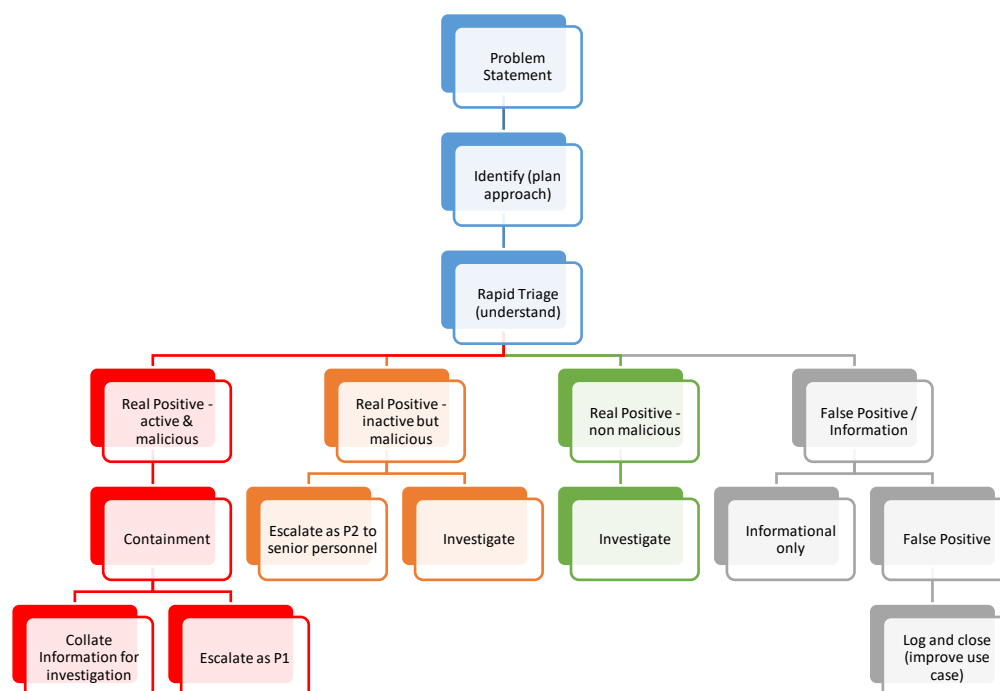 Problem
Statement
Identify (plan
approach)
Rapid Triage
(understand)
Real Positive -
active &
malicious
Real Positive -
inactive but
malicious
Real Positive -
non malicious
False Positive /
Information
Containment
Escalate as P2 to
senior personnel
Investigate
Investigate
Informational
only
False Positive
Collate
Information for
investigation
Escalate as P1
Log and close
(improve use
case)